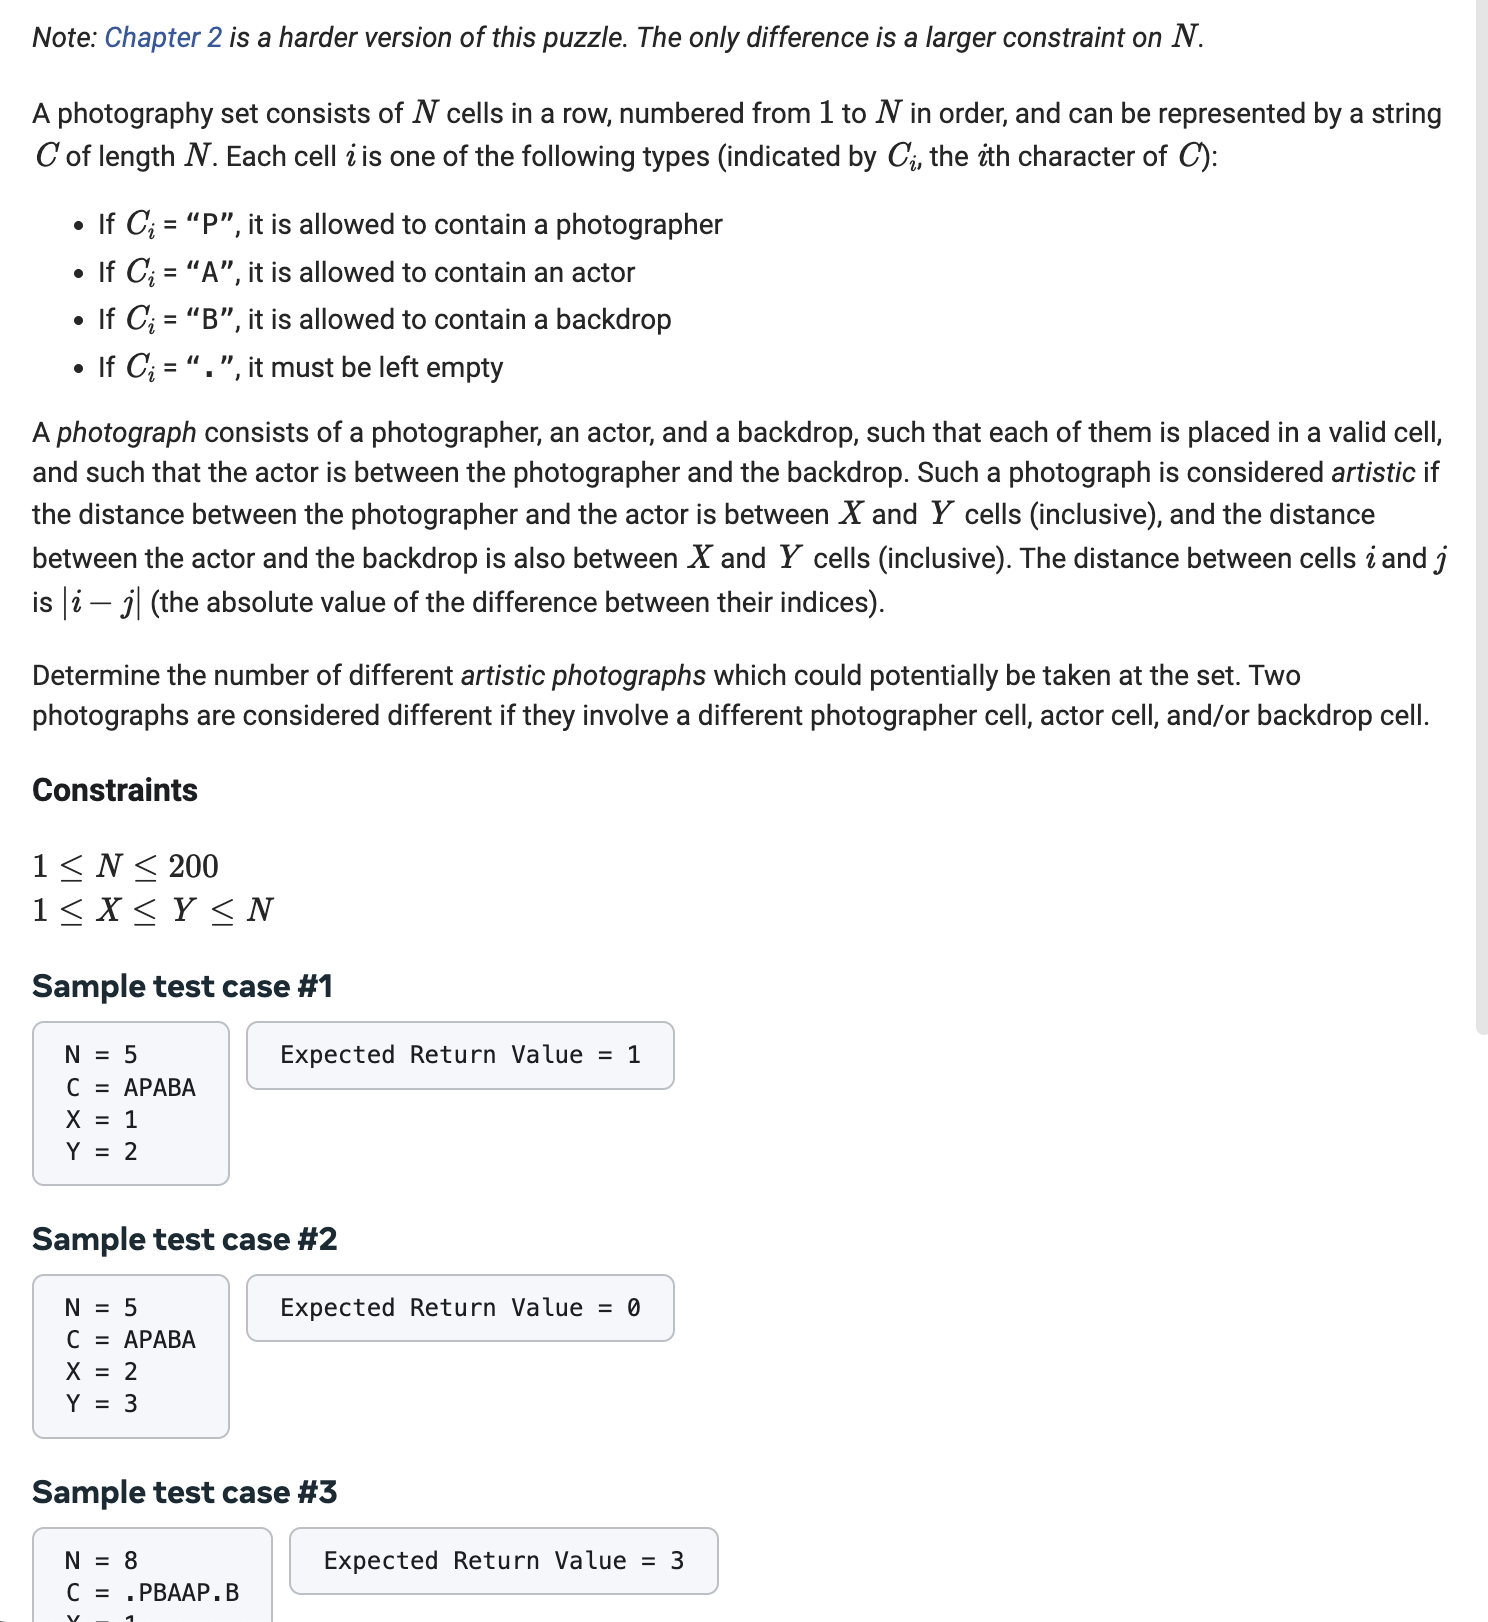 Note: Chapter 2 is a harder version of this puzzle. The only difference is a larger constraint on N.
A photography set consists of N cells in a row, numbered from 1 to N in order, and can be represented by a string
C of length N. Each cell i is one of the following types (indicated by C_i, the ith character of C):
• If C_i = “P”, it is allowed to contain a photographer
• If C_i = “A”, it is allowed to contain an actor
• If C_i = “B”, it is allowed to contain a backdrop
• If C_i = “.”, it must be left empty
A photograph consists of a photographer, an actor, and a backdrop, such that each of them is placed in a valid cell,
and such that the actor is between the photographer and the backdrop. Such a photograph is considered artistic if
the distance between the photographer and the actor is between X and Y cells (inclusive), and the distance
between the actor and the backdrop is also between X and Y cells (inclusive). The distance between cells i and j
is |i − j| (the absolute value of the difference between their indices).
Determine the number of different artistic photographs which could potentially be taken at the set. Two
photographs are considered different if they involve a different photographer cell, actor cell, and/or backdrop cell.
Constraints
1 ≤ N ≤ 200
1 ≤ X ≤ Y ≤ N
Sample test case #1
N = 5
C = APABA
X = 1
Y = 2
Expected Return Value = 1
Sample test case #2
N = 5
C = APABA
X = 2
Y = 3
Expected Return Value = 0
Sample test case #3
N = 8
C = .PBAAP.B
X = 1
Expected Return Value = 3